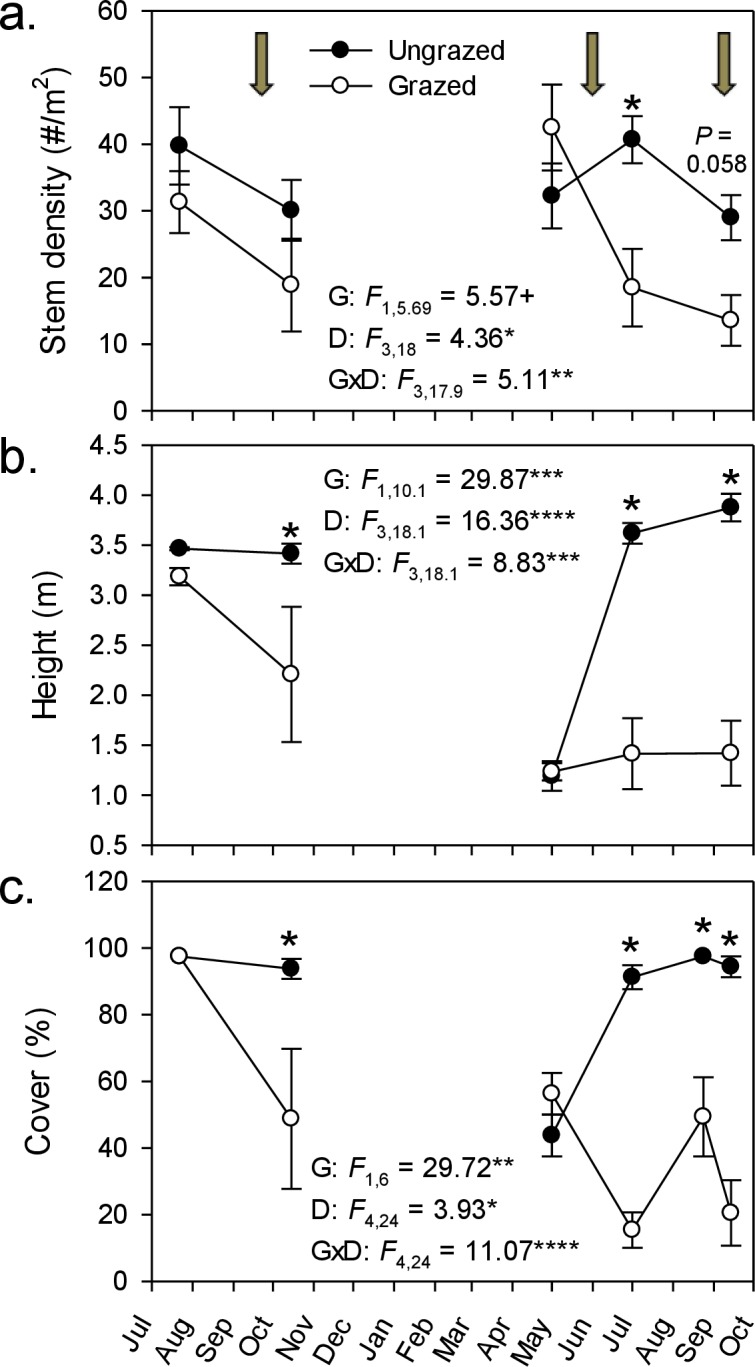 a.
Stem density (#/m²)
60
50
40
30
20
10
0
Ungrazed
Grazed
*
P =
0.058
G: F1,5.69 = 5.57+
D: F3,18 = 4.36*
GxD: F3,17.9 = 5.11**
b.
Height (m)
4.5
4.0
3.5
3.0
2.5
2.0
1.5
1.0
0.5
G: F1,10.1 = 29.87***
D: F3,18.1 = 16.36****
GxD: F3,18.1 = 8.83***
* * *
c.
Cover (%)
120
100
80
60
40
20
0
* * * *
G: F1,6 = 29.72**
D: F4,24 = 3.93*
GxD: F4,24 = 11.07****
Jul Aug Sep Oct Nov Dec Jan Feb Mar Apr May Jun Jul Aug Sep Oct